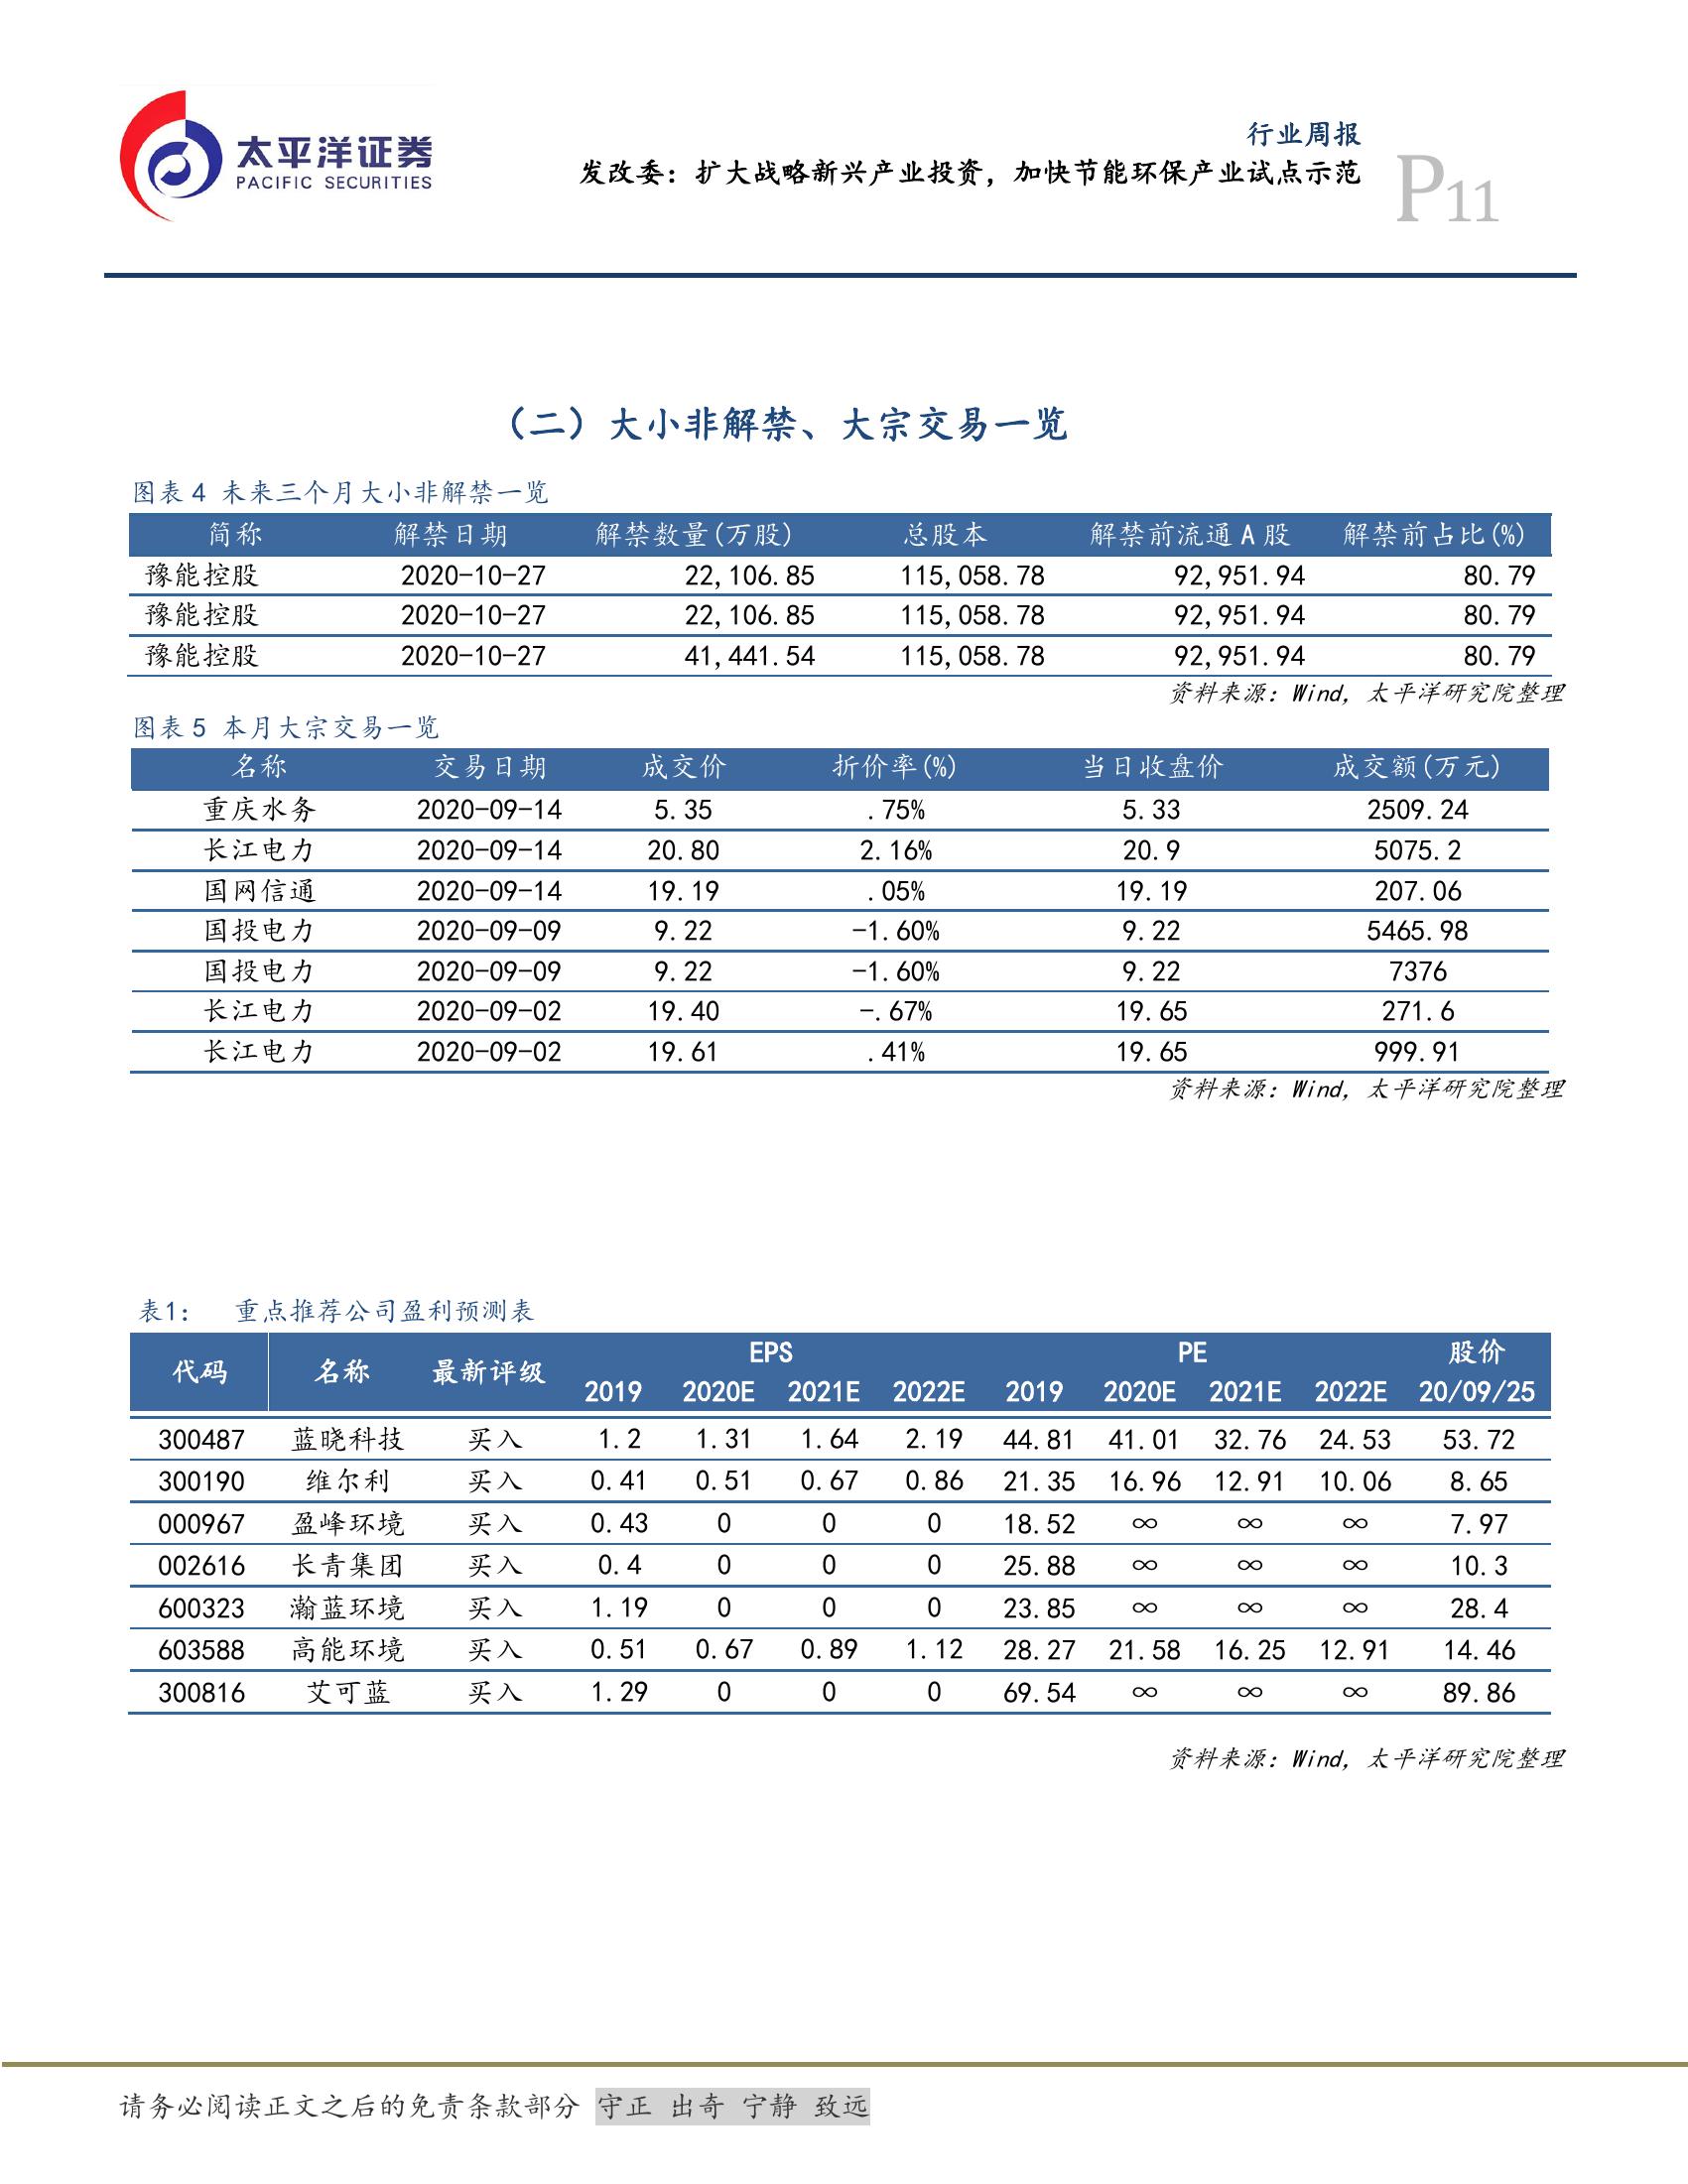 太平洋证券
PACIFIC SECURITIES
行业周报
发改委：扩大战略新兴产业投资，加快节能环保产业试点示范
P11
（二）大小非解禁、大宗交易一览
图表 4 未来三个月大小非解禁一览
简称 解禁日期 解禁数量(万股) 总股本 解禁前流通 A 股 解禁前占比(%)
豫能控股 2020-10-27 22,106.85 115,058.78 92,951.94 80.79
豫能控股 2020-10-27 22,106.85 115,058.78 92,951.94 80.79
豫能控股 2020-10-27 41,441.54 115,058.78 92,951.94 80.79
资料来源：Wind，太平洋研究院整理
图表 5 本月大宗交易一览
名称 交易日期 成交价 折价率(%) 当日收盘价 成交额(万元)
重庆水务 2020-09-14 5.35 .75% 5.33 2509.24
长江电力 2020-09-14 20.80 2.16% 20.9 5075.2
国网信通 2020-09-14 19.19 .05% 19.19 207.06
国投电力 2020-09-09 9.22 -1.60% 9.22 5465.98
国投电力 2020-09-09 9.22 -1.60% 9.22 7376
长江电力 2020-09-02 19.40 -.67% 19.65 271.6
长江电力 2020-09-02 19.61 .41% 19.65 999.91
资料来源：Wind，太平洋研究院整理
表1： 重点推荐公司盈利预测表
代码 名称 最新评级 EPS PE 股价
2019 2020E 2021E 2022E 2019 2020E 2021E 2022E 20/09/25
300487 蓝晓科技 买入 1.2 1.31 1.64 2.19 44.81 41.01 32.76 24.53 53.72
300190 维尔利 买入 0.41 0.51 0.67 0.86 21.35 16.96 12.91 10.06 8.65
000967 盈峰环境 买入 0.43 0 0 0 18.52 ∞ ∞ ∞ 7.97
002616 长青集团 买入 0.4 0 0 0 25.88 ∞ ∞ ∞ 10.3
600323 瀚蓝环境 买入 1.19 0 0 0 23.85 ∞ ∞ ∞ 28.4
603588 高能环境 买入 0.51 0.67 0.89 1.12 28.27 21.58 16.25 12.91 14.46
300816 艾可蓝 买入 1.29 0 0 0 69.54 ∞ ∞ ∞ 89.86
资料来源：Wind，太平洋研究院整理
请务必阅读正文之后的免责条款部分 守正 出奇 宁静 致远